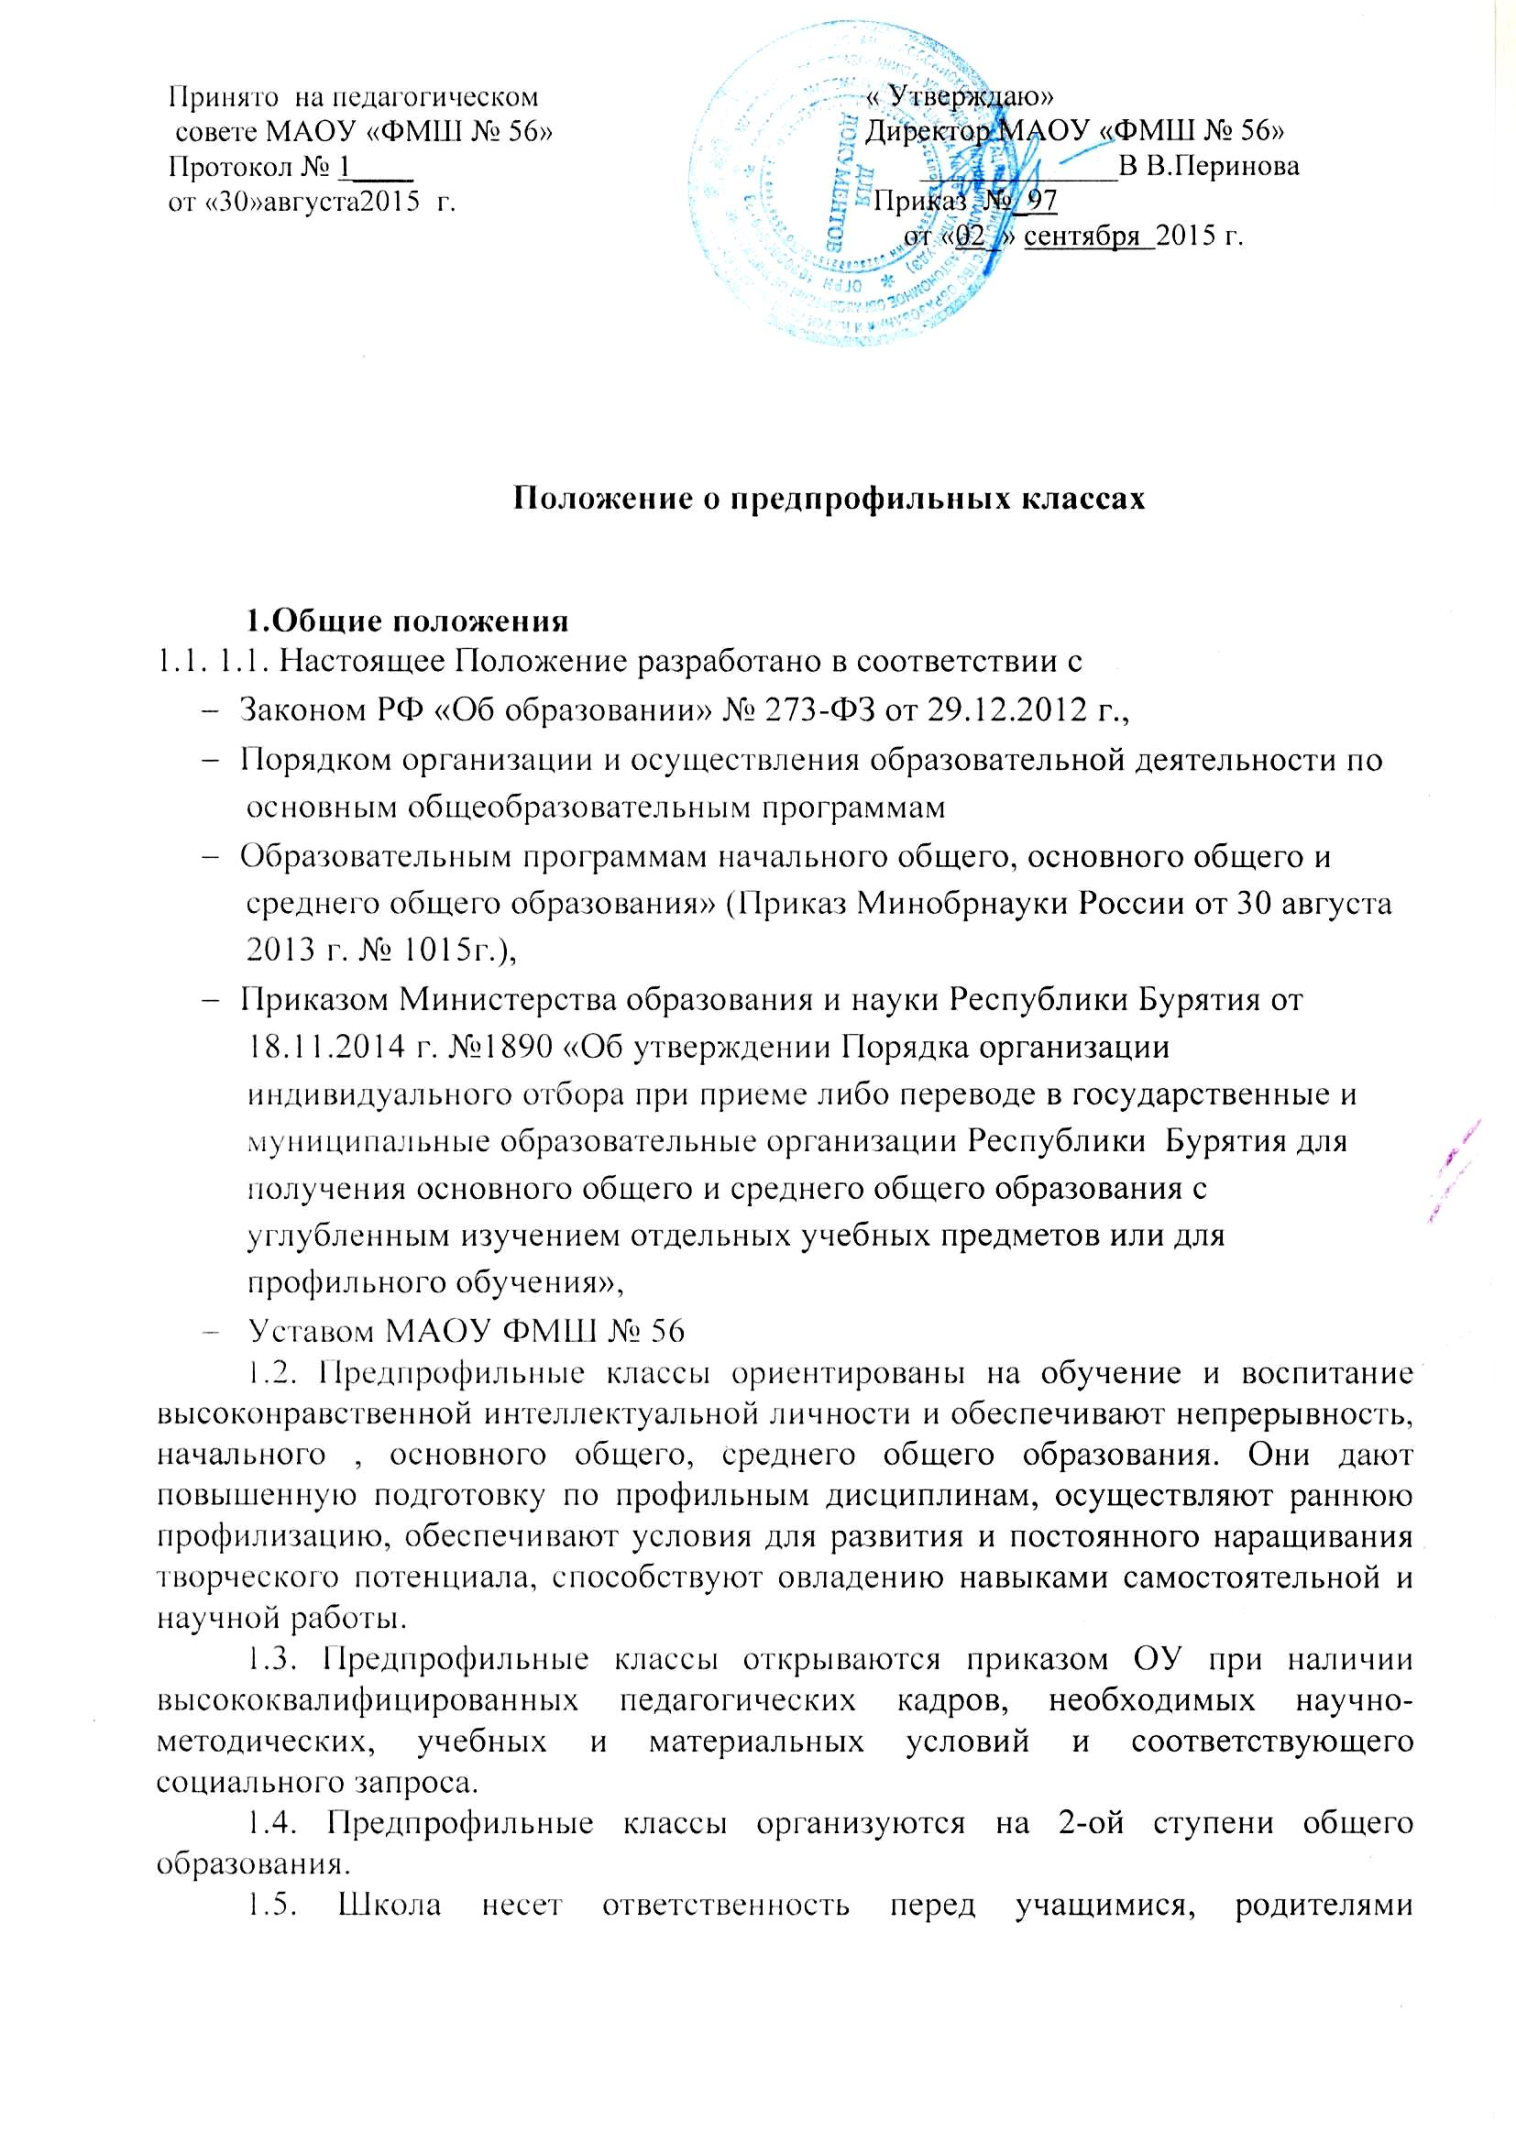 Принято на педагогическом
совете МАОУ «ФМШ № 56»
Протокол № 1____
от «30»августа2015 г.
« Утверждаю»
Директор МАОУ «ФМШ № 56»
_____________В В.Перинова
Приказ № 97
от «02_» сентября_2015 г.
ДЛЯ
ДОКУМЕНТОВ
Положение о предпрофильных классах
1.Общие положения
1.1. 1.1. Настоящее Положение разработано в соответствии с
– Законом РФ «Об образовании» № 273-ФЗ от 29.12.2012 г.,
– Порядком организации и осуществления образовательной деятельности по
основным общеобразовательным программам
– Образовательным программам начального общего, основного общего и
среднего общего образования» (Приказ Минобрнауки России от 30 августа
2013 г. № 1015г.),
– Приказом Министерства образования и науки Республики Бурятия от
18.11.2014 г. №1890 «Об утверждении Порядка организации
индивидуального отбора при приеме либо переводе в государственные и
муниципальные образовательные организации Республики Бурятия для
получения основного общего и среднего общего образования с
углубленным изучением отдельных учебных предметов или для
профильного обучения»,
– Уставом МАОУ ФМШ № 56
1.2. Предпрофильные классы ориентированы на обучение и воспитание
высоконравственной интеллектуальной личности и обеспечивают непрерывность,
начального , основного общего, среднего общего образования. Они дают
повышенную подготовку по профильным дисциплинам, осуществляют раннюю
профилизацию, обеспечивают условия для развития и постоянного наращивания
творческого потенциала, способствуют овладению навыками самостоятельной и
научной работы.
1.3. Предпрофильные классы открываются приказом ОУ при наличии
высококвалифицированных педагогических кадров, необходимых научно-
методических, учебных и материальных условий и соответствующего
социального запроса.
1.4. Предпрофильные классы организуются на 2-ой ступени общего
образования.
1.5. Школа несет ответственность перед учащимися, родителями